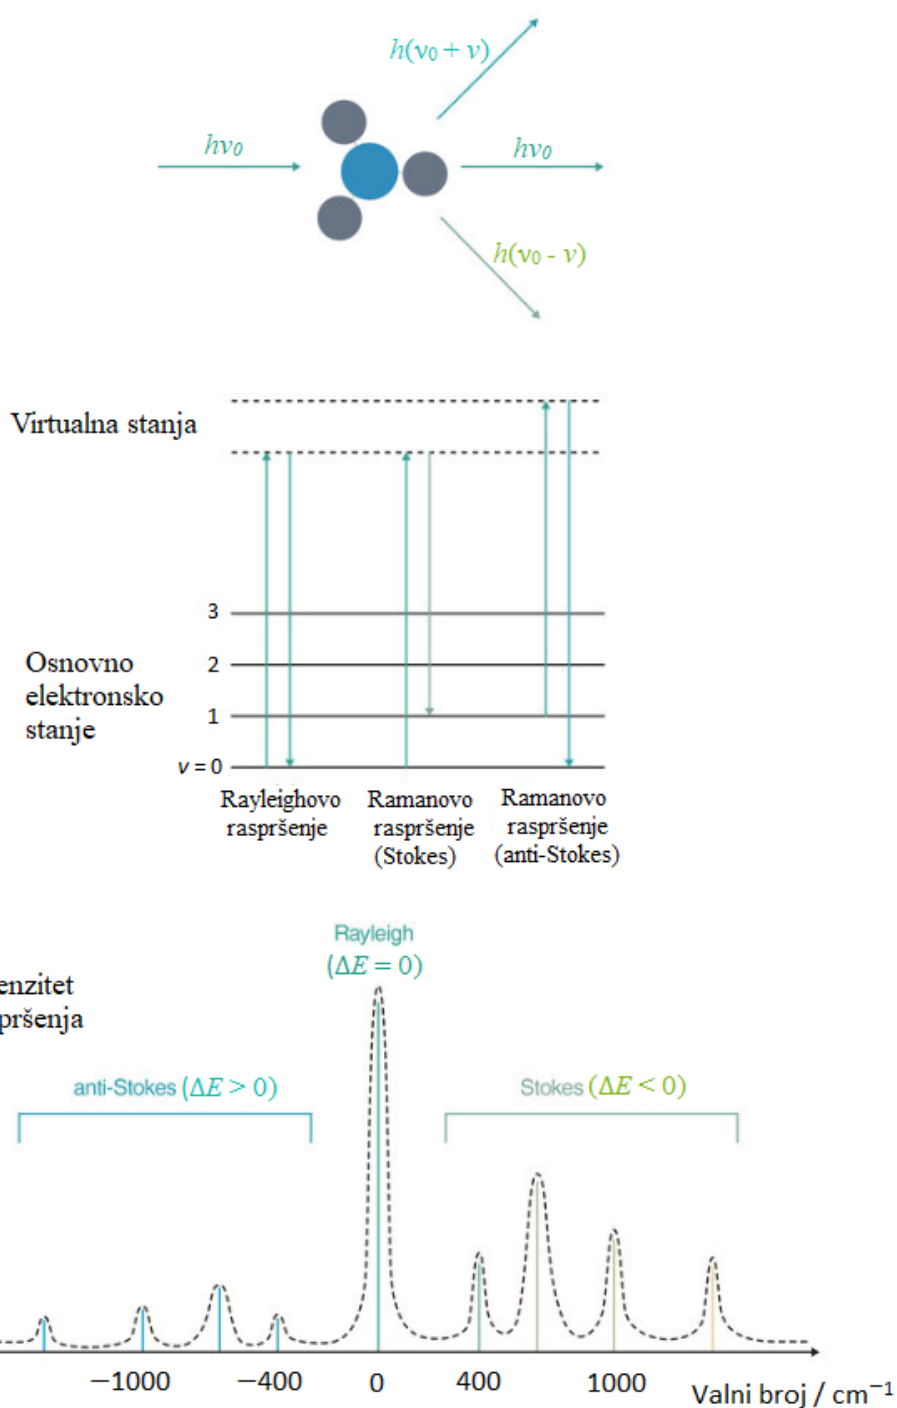 h(ν₀ + ν)
hν₀
hν₀
h(ν₀ - ν)
Virtualna stanja
3
2
1
v = 0
Osnovno
elektronsko
stanje
Rayleighovo
raspršenje
Ramanovo
raspršenje
(Stokes)
Ramanovo
raspršenje
(anti-Stokes)
Rayleigh
(ΔE = 0)
enzitet
pršenja
anti-Stokes (ΔE > 0)
Stokes (ΔE < 0)
−1000
−400
0
400
1000
Valni broj / cm⁻¹